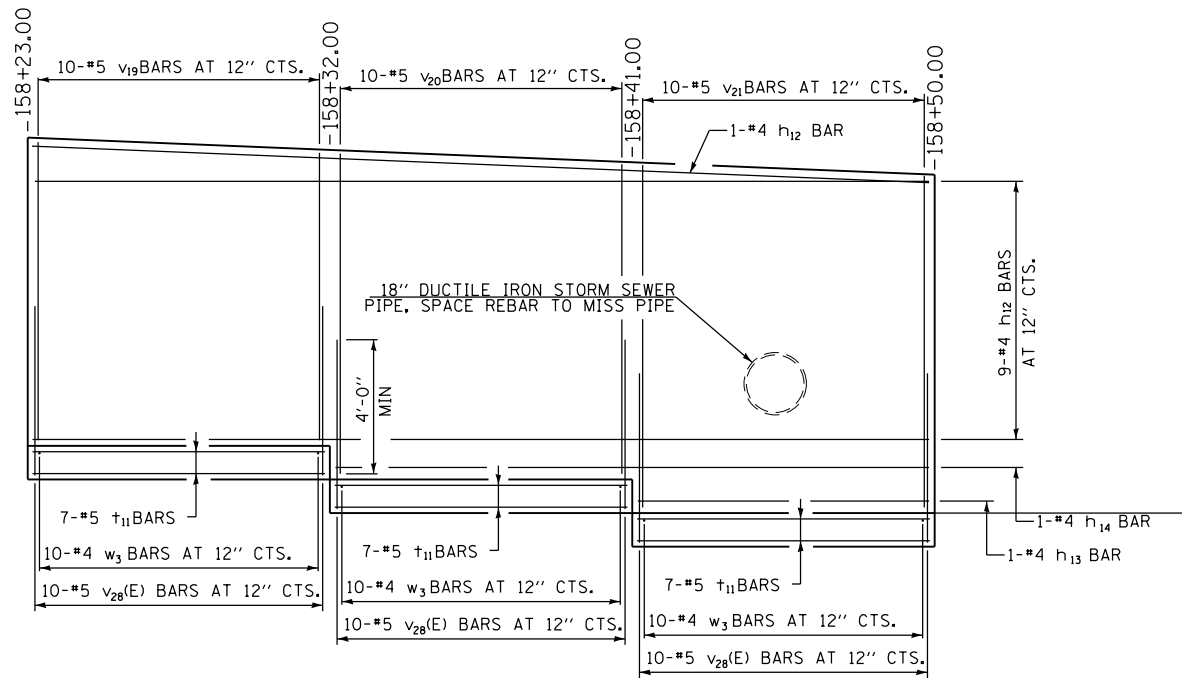 -158+23.00
10-#5 v₁₉BARS AT 12" CTS.
-158+32.00
10-#5 v₂₀BARS AT 12" CTS.
-158+41.00
10-#5 v₂₁BARS AT 12" CTS.
-158+50.00
1-#4 h₁₂ BAR
18" DUCTILE IRON STORM SEWER
PIPE, SPACE REBAR TO MISS PIPE
4'-0"
MIN
9-#4 h₁₂ BARS
AT 12" CTS.
7-#5 t₁₁BARS
10-#4 w₃ BARS AT 12" CTS.
10-#5 v₂₈(E) BARS AT 12" CTS.
7-#5 t₁₁BARS
10-#4 w₃ BARS AT 12" CTS.
10-#5 v₂₈(E) BARS AT 12" CTS.
1-#4 h₁₄ BAR
1-#4 h₁₃ BAR
7-#5 t₁₁BARS
10-#4 w₃ BARS AT 12" CTS.
10-#5 v₂₈(E) BARS AT 12" CTS.